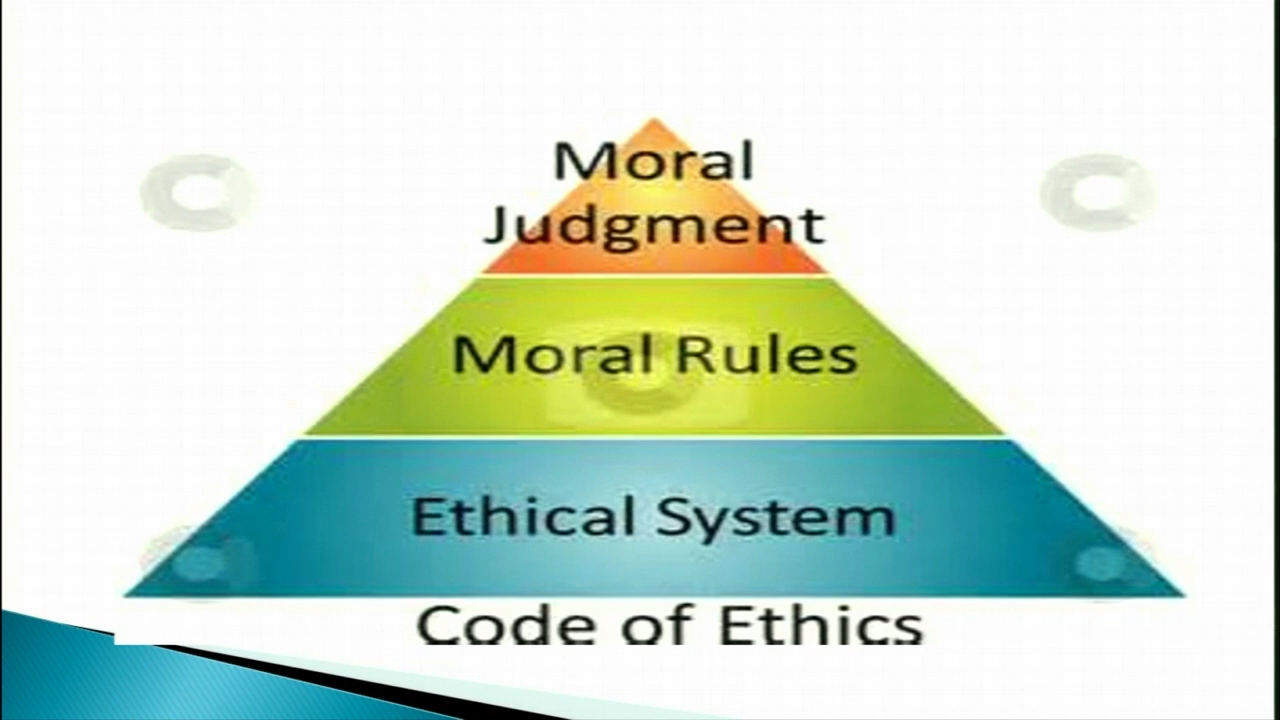 Moral
Judgment
Moral Rules
Ethical System
Code of Ethics